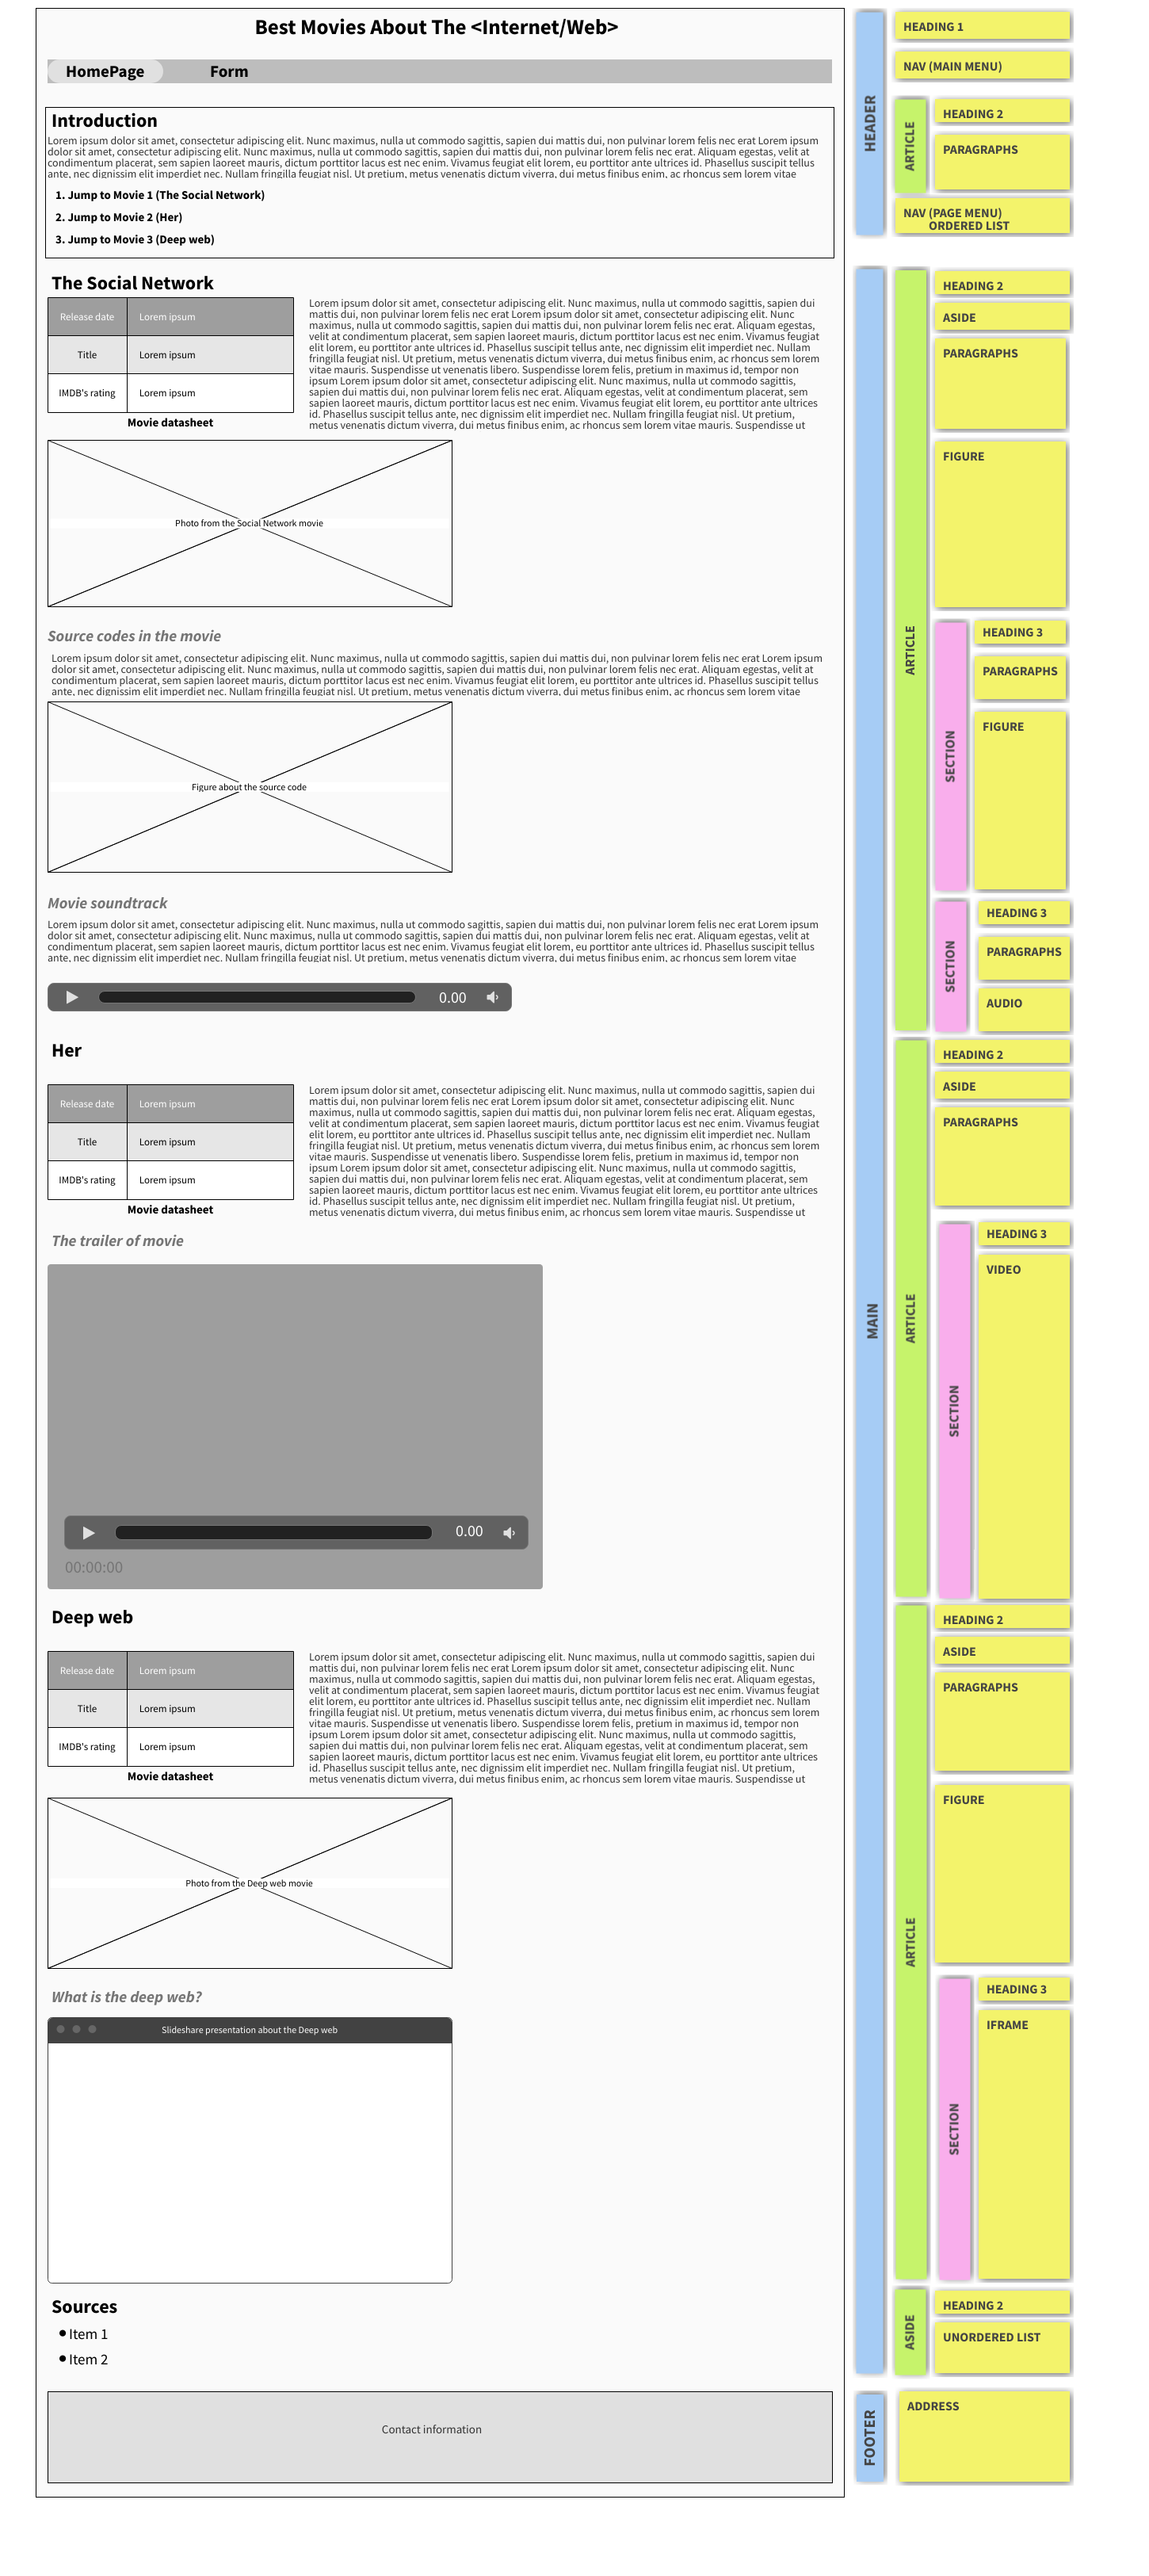 Best Movies About The <Internet/Web>
HomePage
Form
Introduction
Lorem ipsum dolor sit amet, consectetur adipiscing elit. Nunc maximus, nulla ut commodo sagittis, sapien dui mattis dui, non pulvinar lorem felis nec erat Lorem ipsum
dolor sit amet, consectetur adipiscing elit. Nunc maximus, nulla ut commodo sagittis, sapien dui mattis dui, non pulvinar lorem felis nec erat. Aliquam egestas, velit at
condimentum placerat, sem sapien laoreet mauris, dictum porttitor lacus est nec enim. Vivamus feugiat elit lorem, eu porttitor ante ultrices id. Phasellus suscipit tellus
ante, nec dignissim elit imperdiet nec. Nullam fringilla feugiat nisl. Ut pretium, metus venenatis dictum viverra, dui metus finibus enim, ac rhoncus sem lorem vitae
1. Jump to Movie 1 (The Social Network)
2. Jump to Movie 2 (Her)
3. Jump to Movie 3 (Deep web)
The Social Network
Release date Lorem ipsum
Title Lorem ipsum
IMDB's rating Lorem ipsum
Movie datasheet
Lorem ipsum dolor sit amet, consectetur adipiscing elit. Nunc maximus, nulla ut commodo sagittis, sapien dui
mattis dui, non pulvinar lorem felis nec erat Lorem ipsum dolor sit amet, consectetur adipiscing elit. Nunc
maximus, nulla ut commodo sagittis, sapien dui mattis dui, non pulvinar lorem felis nec erat. Aliquam egestas,
velit at condimentum placerat, sem sapien laoreet mauris, dictum porttitor lacus est nec enim. Vivamus feugiat
elit lorem, eu porttitor ante ultrices id. Phasellus suscipit tellus ante, nec dignissim elit imperdiet nec. Nullam
fringilla feugiat nisl. Ut pretium, metus venenatis dictum viverra, dui metus finibus enim, ac rhoncus sem lorem
vitae mauris. Suspendisse ut venenatis libero. Suspendisse lorem felis, pretium in maximus id, tempor non
ipsum Lorem ipsum dolor sit amet, consectetur adipiscing elit. Nunc maximus, nulla ut commodo sagittis,
sapien dui mattis dui, non pulvinar lorem felis nec erat. Aliquam egestas, velit at condimentum placerat, sem
sapien laoreet mauris, dictum porttitor lacus est nec enim. Vivamus feugiat elit lorem, eu porttitor ante ultrices
id. Phasellus suscipit tellus ante, nec dignissim elit imperdiet nec. Nullam fringilla feugiat nisl. Ut pretium,
metus venenatis dictum viverra, dui metus finibus enim, ac rhoncus sem lorem vitae mauris. Suspendisse ut
Photo from the Social Network movie
Source codes in the movie
Lorem ipsum dolor sit amet, consectetur adipiscing elit. Nunc maximus, nulla ut commodo sagittis, sapien dui mattis dui, non pulvinar lorem felis nec erat Lorem ipsum
dolor sit amet, consectetur adipiscing elit. Nunc maximus, nulla ut commodo sagittis, sapien dui mattis dui, non pulvinar lorem felis nec erat. Aliquam egestas, velit at
condimentum placerat, sem sapien laoreet mauris, dictum porttitor lacus est nec enim. Vivamus feugiat elit lorem, eu porttitor ante ultrices id. Phasellus suscipit tellus
ante, nec dignissim elit imperdiet nec. Nullam fringilla feugiat nisl. Ut pretium, metus venenatis dictum viverra, dui metus finibus enim, ac rhoncus sem lorem vitae
Figure about the source code
Movie soundtrack
Lorem ipsum dolor sit amet, consectetur adipiscing elit. Nunc maximus, nulla ut commodo sagittis, sapien dui mattis dui, non pulvinar lorem felis nec erat Lorem ipsum
dolor sit amet, consectetur adipiscing elit. Nunc maximus, nulla ut commodo sagittis, sapien dui mattis dui, non pulvinar lorem felis nec erat. Aliquam egestas, velit at
condimentum placerat, sem sapien laoreet mauris, dictum porttitor lacus est nec enim. Vivamus feugiat elit lorem, eu porttitor ante ultrices id. Phasellus suscipit tellus
ante, nec dignissim elit imperdiet nec. Nullam fringilla feugiat nisl. Ut pretium, metus venenatis dictum viverra, dui metus finibus enim, ac rhoncus sem lorem vitae
0.00
Her
Release date Lorem ipsum
Title Lorem ipsum
IMDB's rating Lorem ipsum
Movie datasheet
Lorem ipsum dolor sit amet, consectetur adipiscing elit. Nunc maximus, nulla ut commodo sagittis, sapien dui
mattis dui, non pulvinar lorem felis nec erat Lorem ipsum dolor sit amet, consectetur adipiscing elit. Nunc
maximus, nulla ut commodo sagittis, sapien dui mattis dui, non pulvinar lorem felis nec erat. Aliquam egestas,
velit at condimentum placerat, sem sapien laoreet mauris, dictum porttitor lacus est nec enim. Vivamus feugiat
elit lorem, eu porttitor ante ultrices id. Phasellus suscipit tellus ante, nec dignissim elit imperdiet nec. Nullam
fringilla feugiat nisl. Ut pretium, metus venenatis dictum viverra, dui metus finibus enim, ac rhoncus sem lorem
vitae mauris. Suspendisse ut venenatis libero. Suspendisse lorem felis, pretium in maximus id, tempor non
ipsum Lorem ipsum dolor sit amet, consectetur adipiscing elit. Nunc maximus, nulla ut commodo sagittis,
sapien dui mattis dui, non pulvinar lorem felis nec erat. Aliquam egestas, velit at condimentum placerat, sem
sapien laoreet mauris, dictum porttitor lacus est nec enim. Vivamus feugiat elit lorem, eu porttitor ante ultrices
id. Phasellus suscipit tellus ante, nec dignissim elit imperdiet nec. Nullam fringilla feugiat nisl. Ut pretium,
metus venenatis dictum viverra, dui metus finibus enim, ac rhoncus sem lorem vitae mauris. Suspendisse ut
The trailer of movie
0.00
00:00:00
Deep web
Release date Lorem ipsum
Title Lorem ipsum
IMDB's rating Lorem ipsum
Movie datasheet
Lorem ipsum dolor sit amet, consectetur adipiscing elit. Nunc maximus, nulla ut commodo sagittis, sapien dui
mattis dui, non pulvinar lorem felis nec erat Lorem ipsum dolor sit amet, consectetur adipiscing elit. Nunc
maximus, nulla ut commodo sagittis, sapien dui mattis dui, non pulvinar lorem felis nec erat. Aliquam egestas,
velit at condimentum placerat, sem sapien laoreet mauris, dictum porttitor lacus est nec enim. Vivamus feugiat
elit lorem, eu porttitor ante ultrices id. Phasellus suscipit tellus ante, nec dignissim elit imperdiet nec. Nullam
fringilla feugiat nisl. Ut pretium, metus venenatis dictum viverra, dui metus finibus enim, ac rhoncus sem lorem
vitae mauris. Suspendisse ut venenatis libero. Suspendisse lorem felis, pretium in maximus id, tempor non
ipsum Lorem ipsum dolor sit amet, consectetur adipiscing elit. Nunc maximus, nulla ut commodo sagittis,
sapien dui mattis dui, non pulvinar lorem felis nec erat. Aliquam egestas, velit at condimentum placerat, sem
sapien laoreet mauris, dictum porttitor lacus est nec enim. Vivamus feugiat elit lorem, eu porttitor ante ultrices
id. Phasellus suscipit tellus ante, nec dignissim elit imperdiet nec. Nullam fringilla feugiat nisl. Ut pretium,
metus venenatis dictum viverra, dui metus finibus enim, ac rhoncus sem lorem vitae mauris. Suspendisse ut
Photo from the Deep web movie
What is the deep web?
Slideshare presentation about the Deep web
Sources
Item 1
Item 2
Contact information
HEADER
HEADING 1
NAV (MAIN MENU)
ARTICLE
HEADING 2
PARAGRAPHS
NAV (PAGE MENU)
ORDERED LIST
MAIN
ARTICLE
HEADING 2
ASIDE
PARAGRAPHS
FIGURE
SECTION
HEADING 3
PARAGRAPHS
FIGURE
SECTION
HEADING 3
PARAGRAPHS
AUDIO
ARTICLE
HEADING 2
ASIDE
PARAGRAPHS
SECTION
HEADING 3
VIDEO
ARTICLE
HEADING 2
ASIDE
PARAGRAPHS
FIGURE
SECTION
HEADING 3
IFRAME
ASIDE
HEADING 2
UNORDERED LIST
FOOTER
ADDRESS